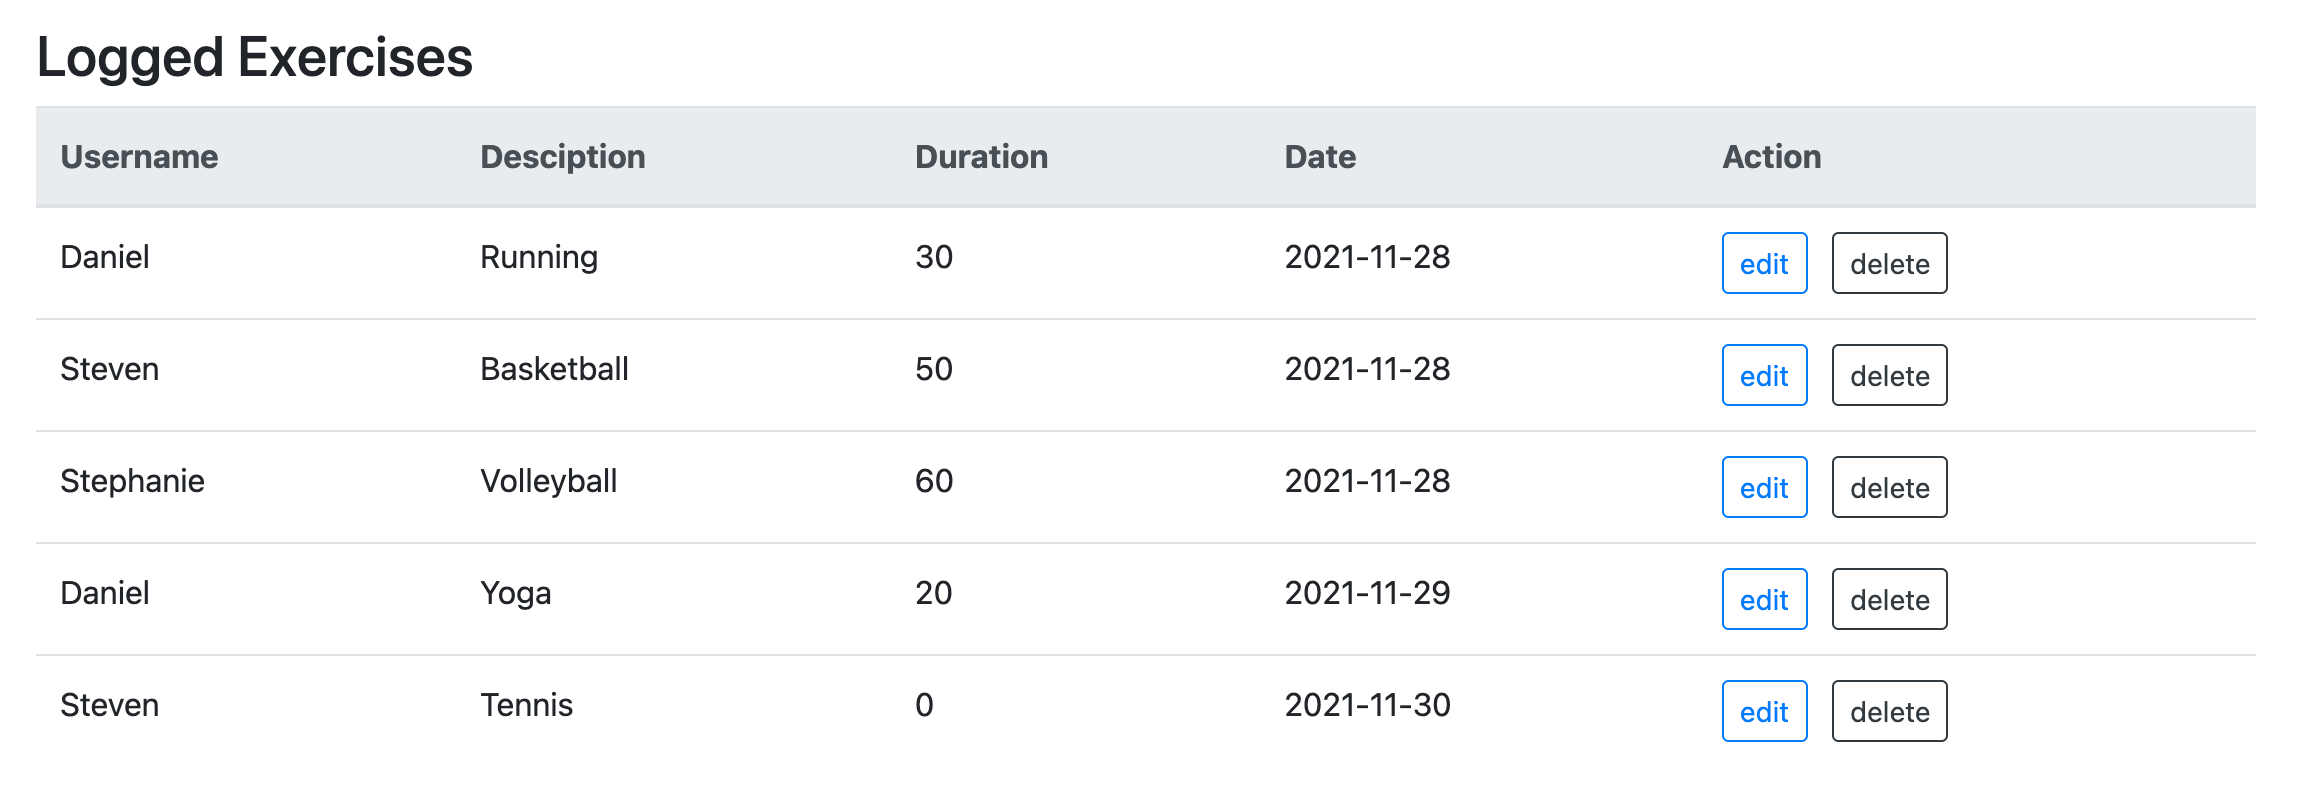 Logged Exercises
Username Desciption Duration Date Action
Daniel Running 30 2021-11-28 edit delete
Steven Basketball 50 2021-11-28 edit delete
Stephanie Volleyball 60 2021-11-28 edit delete
Daniel Yoga 20 2021-11-29 edit delete
Steven Tennis 0 2021-11-30 edit delete